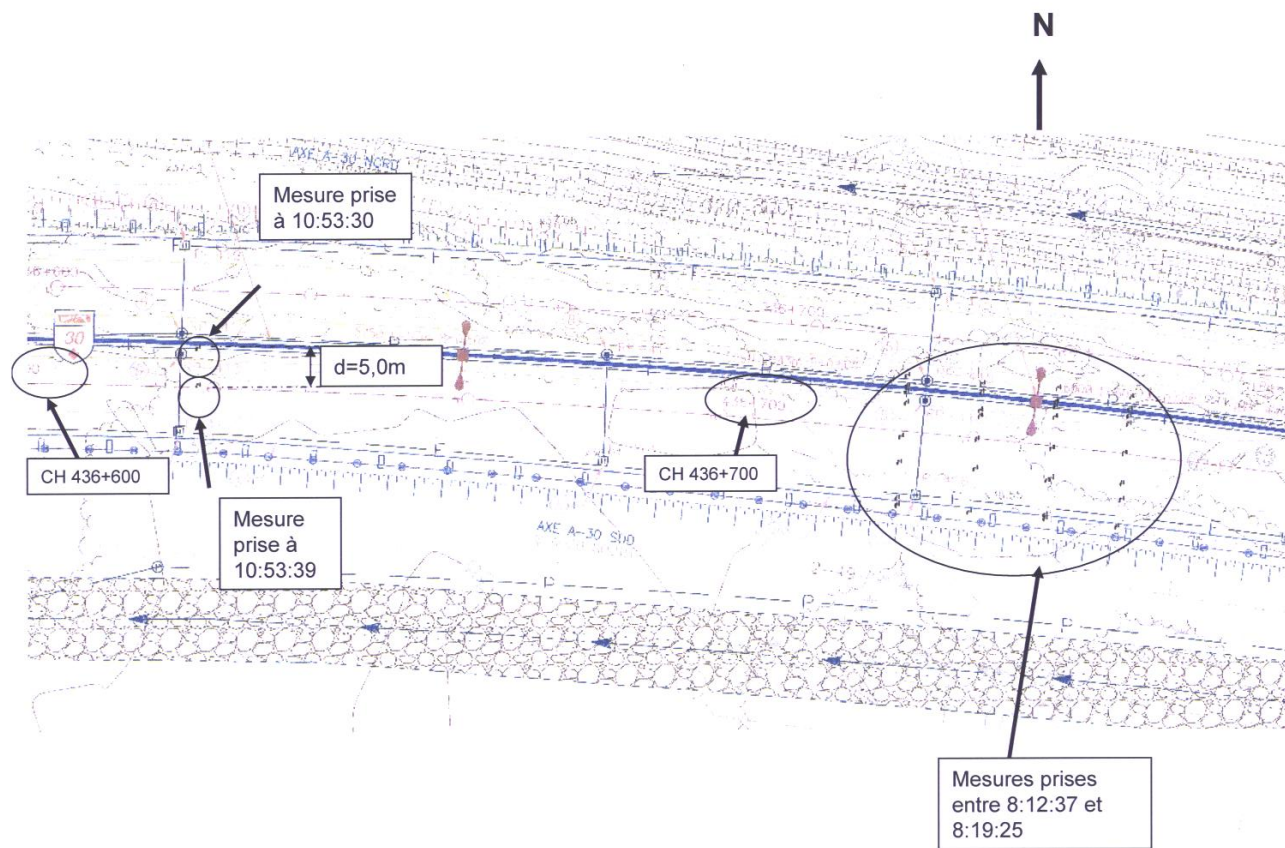 N
AXE A-30 NORD
Mesure prise
à 10:53:30
30
d=5,0m
CH 436+600
CH 436+700
Mesure
prise à
10:53:39
AXE A-30 SUD
Mesures prises
entre 8:12:37 et
8:19:25